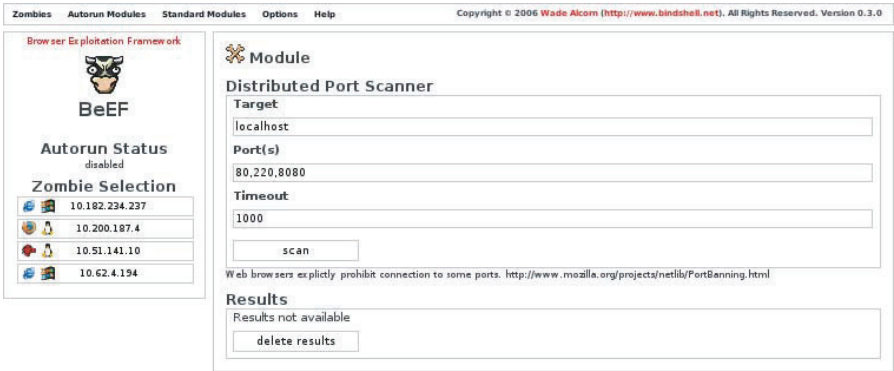 Zombies Autorun Modules Standard Modules Options Help Copyright © 2006 Wade Alcorn (http://www.bindshell.net). All Rights Reserved. Version 0.3.0
Browser Exploitation Framework
BeEF
Autorun Status
disabled
Zombie Selection
10.182.234.237
10.200.187.4
10.51.141.10
10.62.4.194
Module
Distributed Port Scanner
Target
localhost
Port(s)
80,220,8080
Timeout
1000
scan
Web browsers explictly prohibit connection to some ports. http://www.mozilla.org/projects/netlib/PortBanning.html
Results
Results not available
delete results